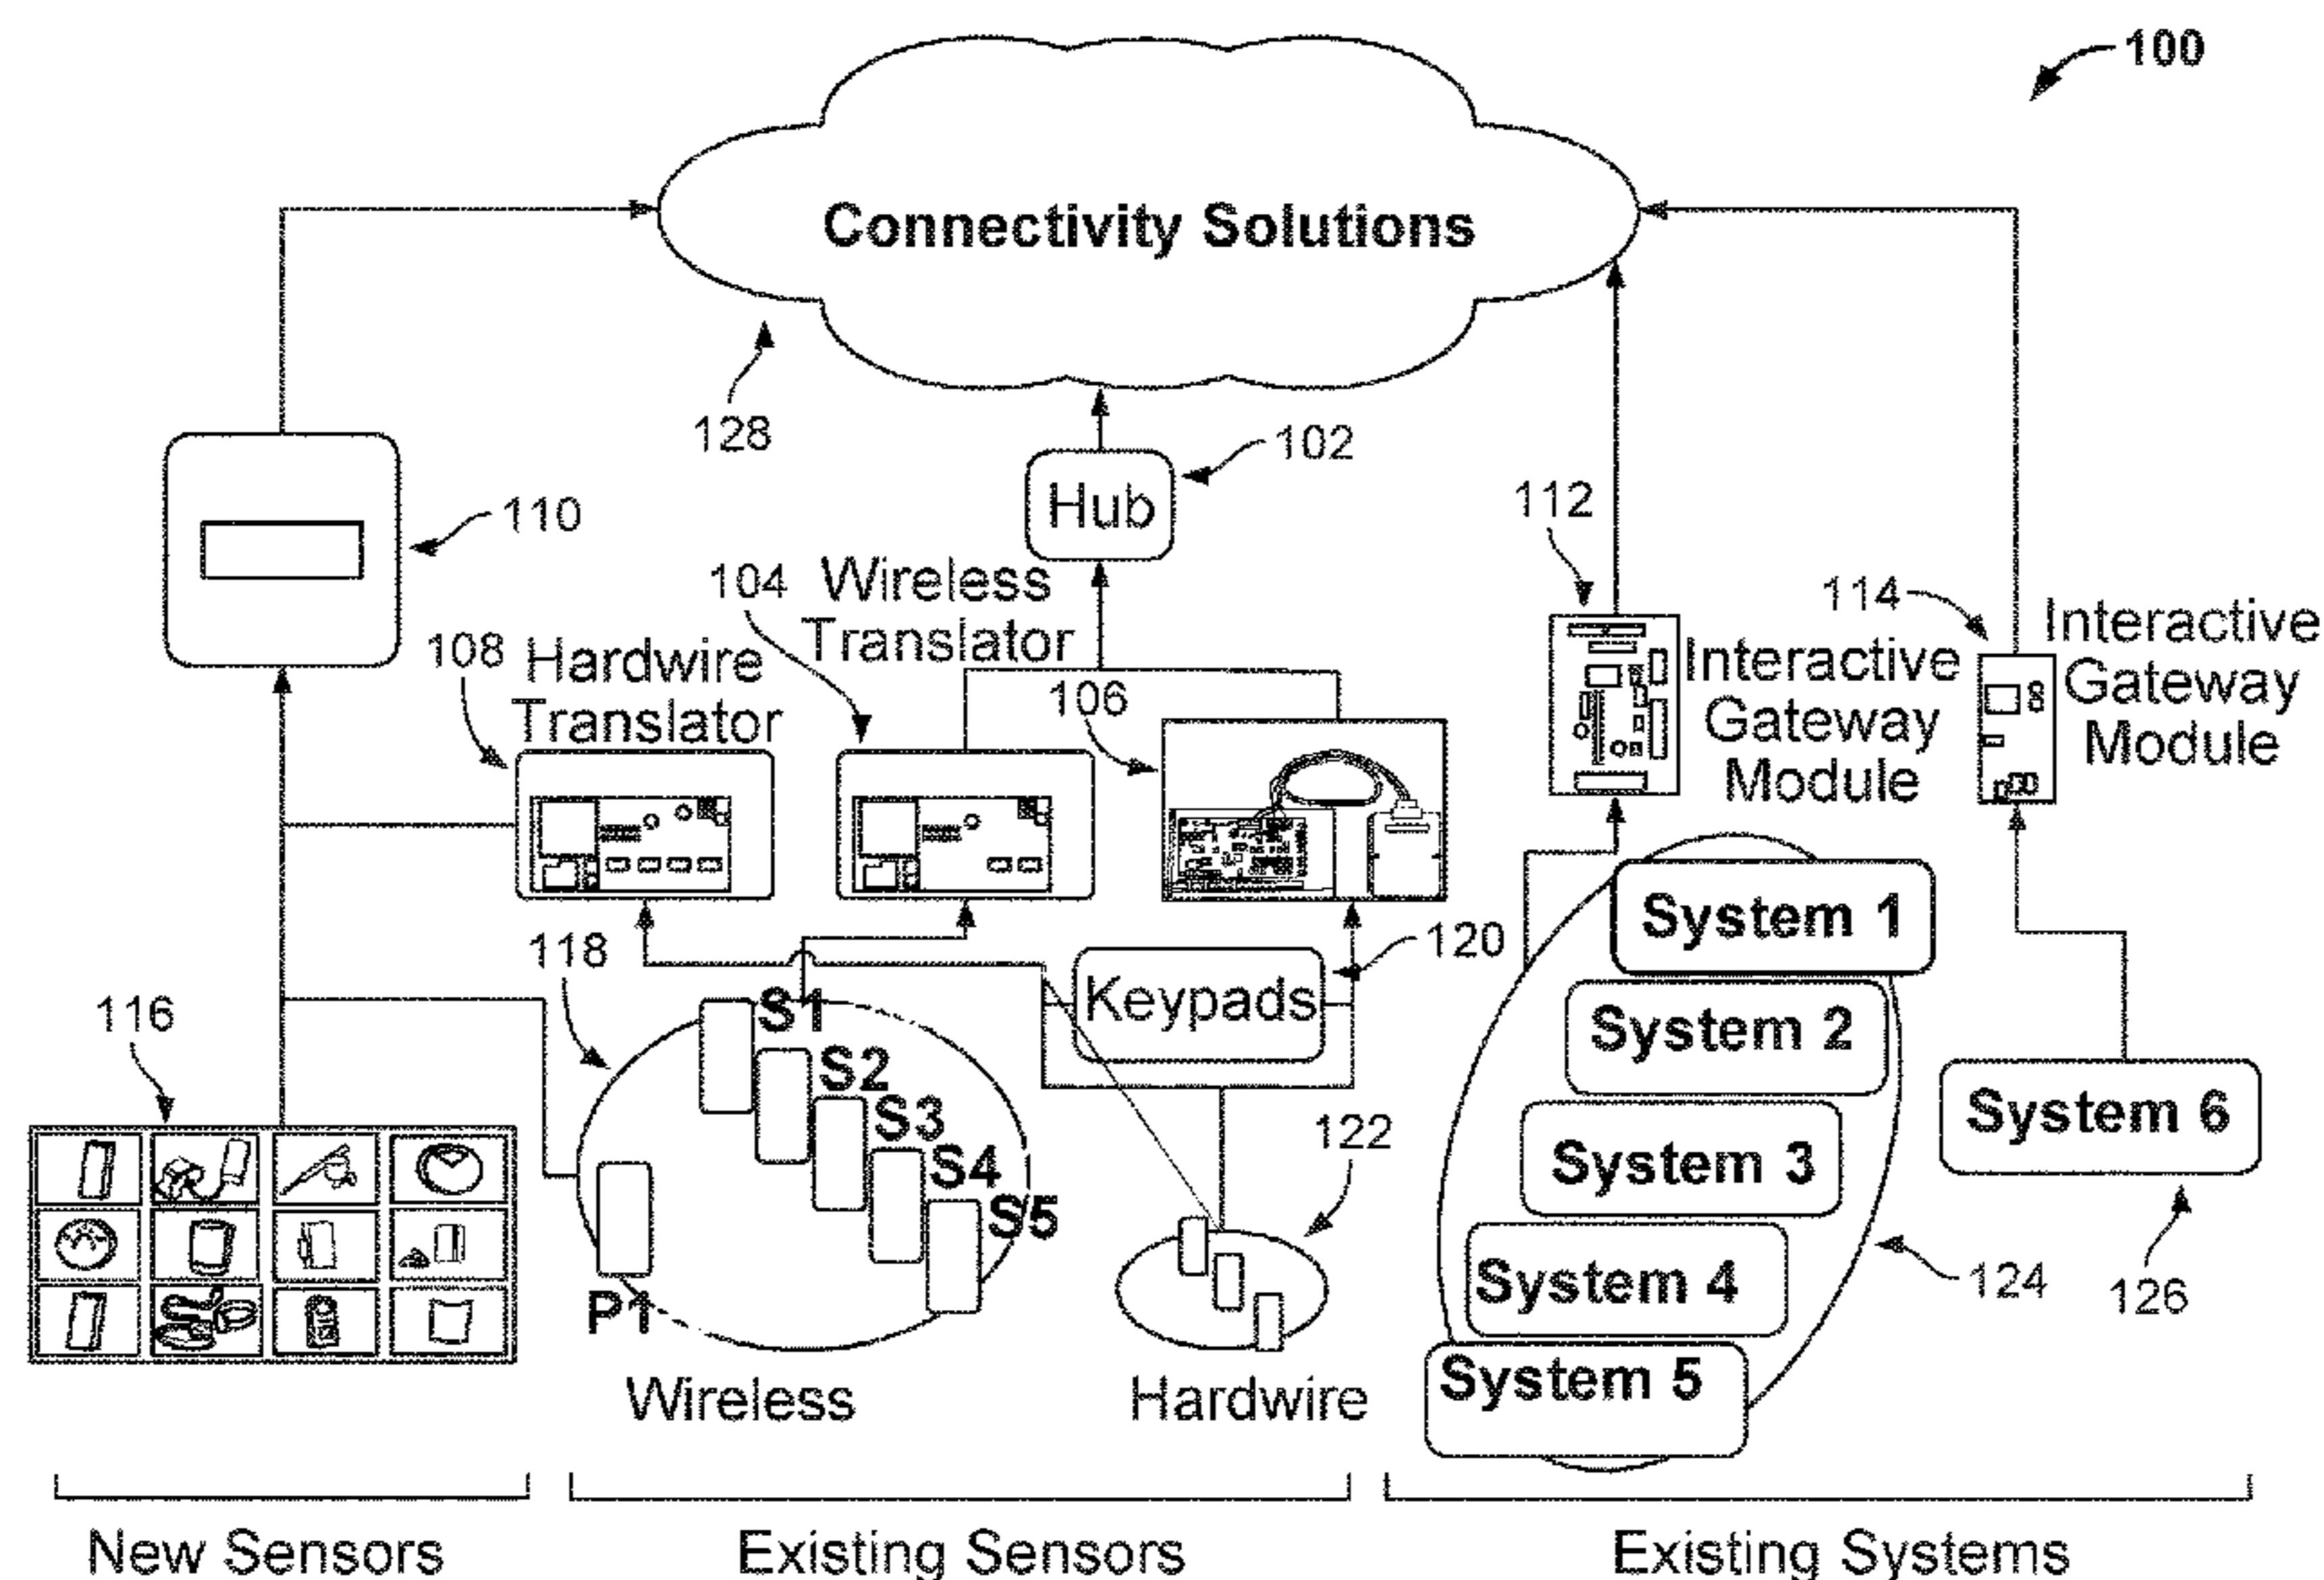 100
Connectivity Solutions
128
102
Hub
110
112
104
Wireless
Translator
114
Interactive
Gateway
Module
108
Hardwire
Translator
106
Interactive
Gateway
Module
System 1
118
120
Keypads
116
S1
S2
S3
S4
S5
P1
System 2
System 3
System 4
System 5
System 6
122
124
126
Wireless
Hardwire
New Sensors
Existing Sensors
Existing Systems